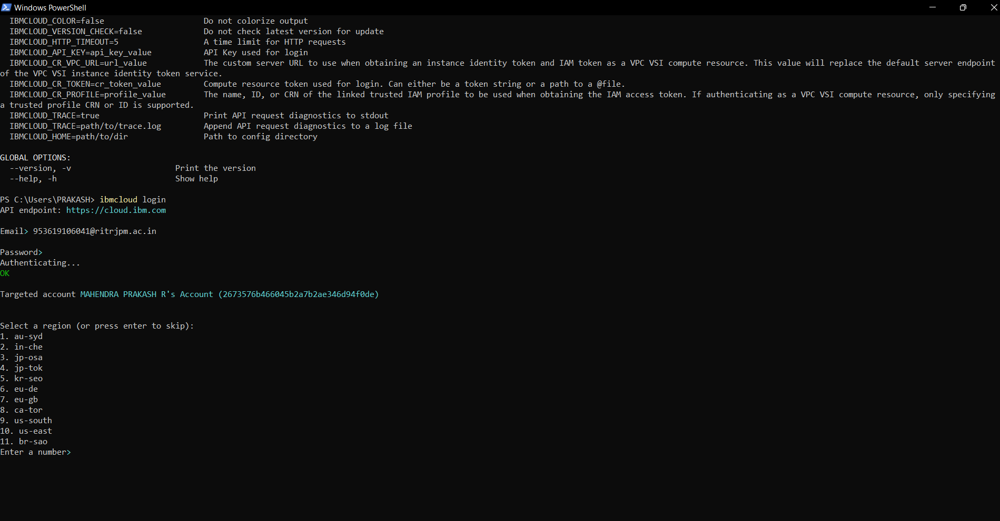 Windows PowerShell
IBMCLOUD_COLOR=false Do not colorize output
IBMCLOUD_VERSION_CHECK=false Do not check latest version for update
IBMCLOUD_HTTP_TIMEOUT=5 A time limit for HTTP requests
IBMCLOUD_API_KEY=api_key_value API Key used for login
IBMCLOUD_CR_VPC_URL=url_value The custom server URL to use when obtaining an instance identity token and IAM token as a VPC VSI compute resource. This value will replace the default server endpoint
of the VPC VSI instance identity token service.
IBMCLOUD_CR_TOKEN=cr_token_value Compute resource token used for login. Can either be a token string or a path to a @file.
IBMCLOUD_CR_PROFILE=profile_value The name, ID, or CRN of the linked trusted IAM profile to be used when obtaining the IAM access token. If authenticating as a VPC VSI compute resource, only specifying
a trusted profile CRN or ID is supported.
IBMCLOUD_TRACE=true Print API request diagnostics to stdout
IBMCLOUD_TRACE=path/to/trace.log Append API request diagnostics to a log file
IBMCLOUD_HOME=path/to/dir Path to config directory
GLOBAL OPTIONS:
--version, -v Print the version
--help, -h Show help
PS C:\Users\PRAKASH> ibmcloud login
API endpoint: https://cloud.ibm.com
Email> 953619106041@ritrjpm.ac.in
Password>
Authenticating...
OK
Targeted account MAHENDRA PRAKASH R's Account (2673576b466045b2a7b2ae346d94f0de)
Select a region (or press enter to skip):
1. au-syd
2. in-che
3. jp-osa
4. jp-tok
5. kr-seo
6. eu-de
7. eu-gb
8. ca-tor
9. us-south
10. us-east
11. br-sao
Enter a number>